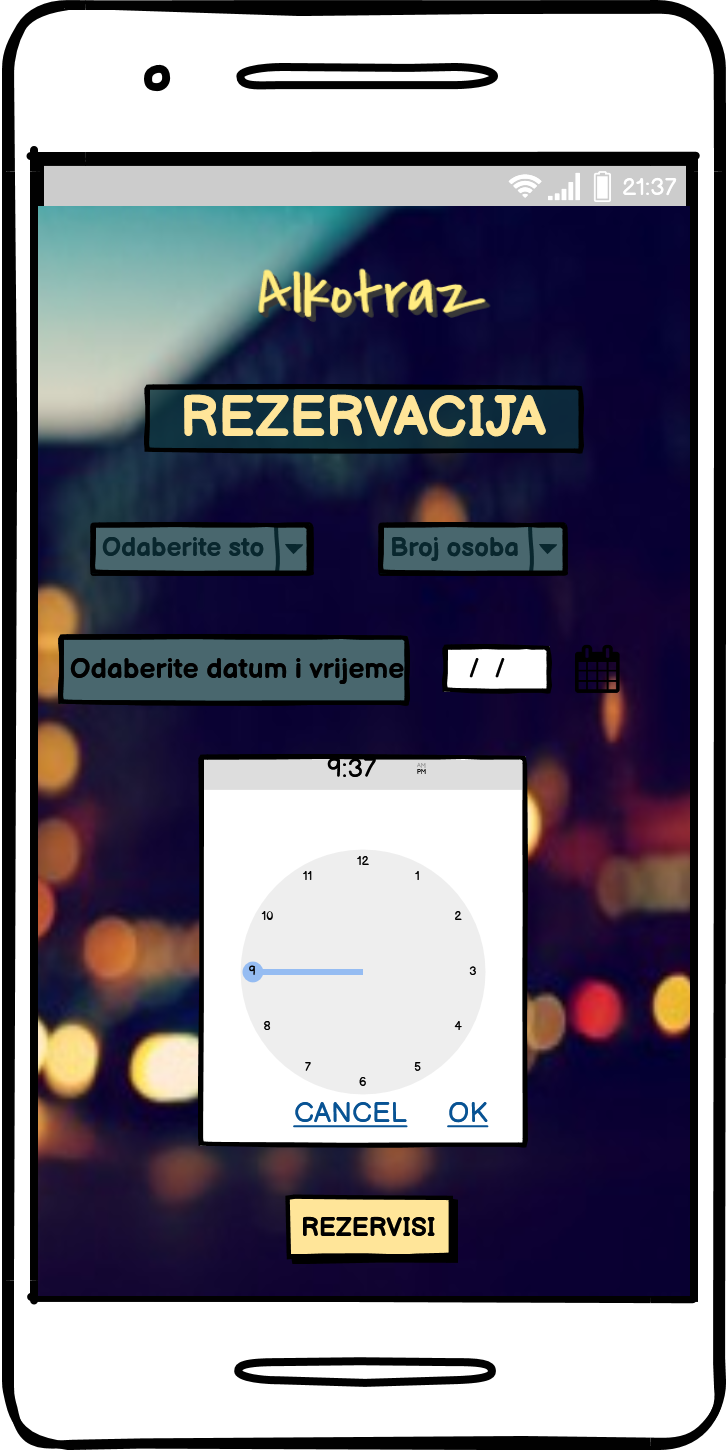 21:37
Alkotraz
REZERVACIJA
Odaberite sto
Broj osoba
Odaberite datum i vrijeme
/ /
9:37
AM
PM
12
11
1
10
2
9
3
8
4
7
5
6
CANCEL
OK
REZERVISI